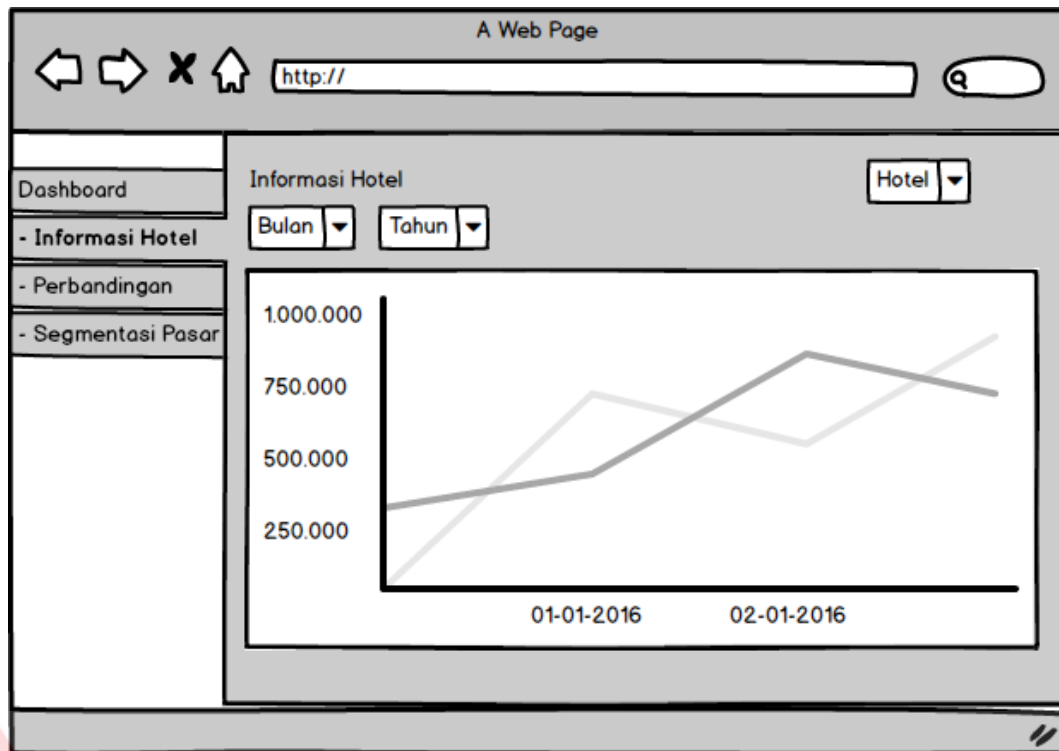 A Web Page
http://
Dashboard
- Informasi Hotel
- Perbandingan
- Segmentasi Pasar
Informasi Hotel
Hotel
Bulan
Tahun
1.000.000
750.000
500.000
250.000
01-01-2016
02-01-2016